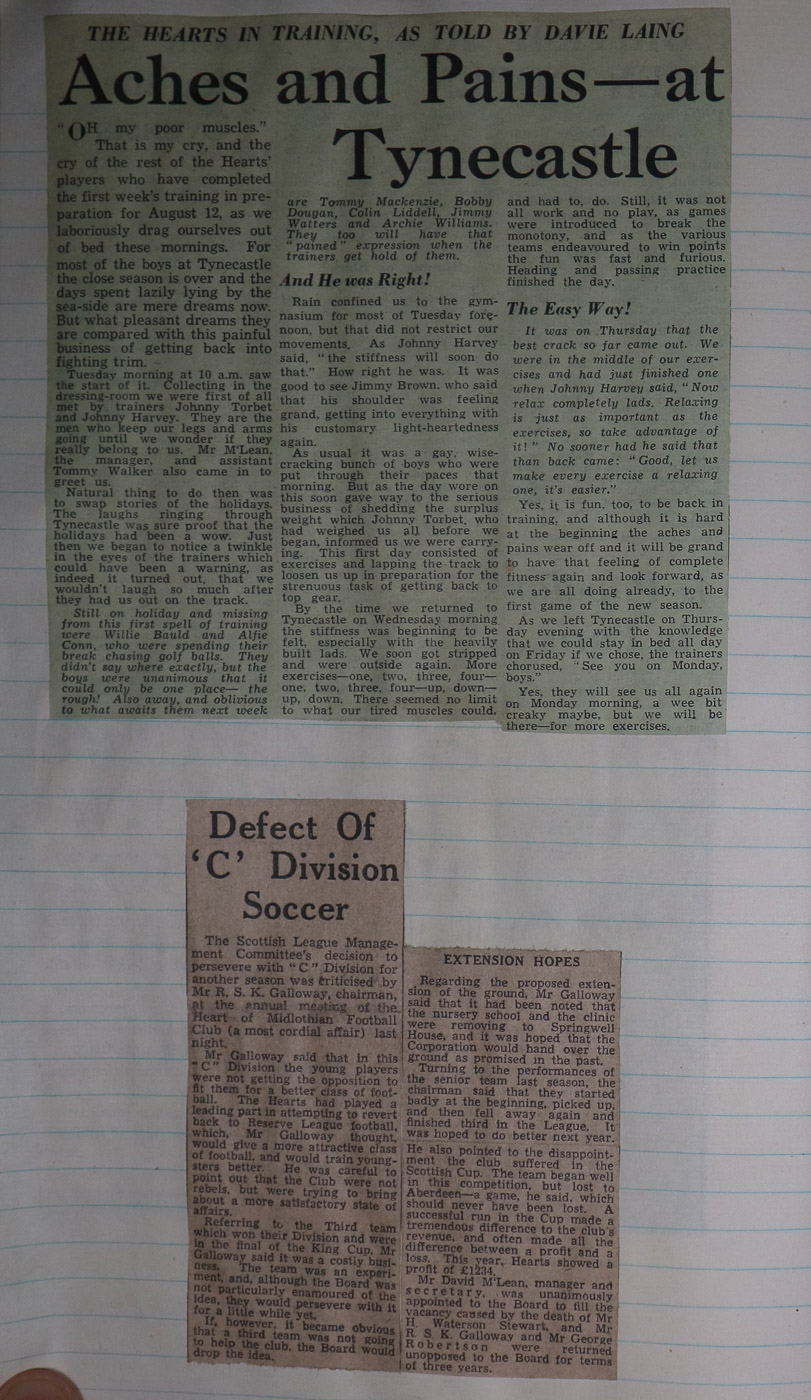 THE HEARTS IN TRAINING, AS TOLD BY DAVIE LAING
Aches and Pains—at
Tynecastle
"OH my poor muscles."
That is my cry, and the
cry of the rest of the Hearts'
players who have completed
the first week's training in pre-
paration for August 12, as we
laboriously drag ourselves out
of bed these mornings. For
most of the boys at Tynecastle
the close season is over and the
days spent lazily lying by the
sea-side are mere dreams now.
But what pleasant dreams they
are compared with this painful
business of getting back into
fighting trim.
Tuesday morning at 10 a.m. saw
the start of it. Collecting in the
dressing-room we were first of all
met by trainers Johnny Torbet
and Johnny Harvey. They are the
men who keep our legs and arms
going until we wonder if they
really belong to us. Mr M'Lean,
the manager, and assistant
Tommy Walker also came in to
greet us.
Natural thing to do then was
to swap stories of the holidays.
The laughs ringing through
Tynecastle was sure proof that the
holidays had been a wow. Just
then we began to notice a twinkle
in the eyes of the trainers which
could have been a warning, as
indeed it turned out, that we
wouldn't laugh so much after
they had us out on the track.
Still on holiday and missing
from this first spell of training
were Willie Bauld and Alfie
Conn, who were spending their
break chasing golf balls. They
didn't say where exactly, but the
boys were unanimous that it
could only be one place— the
rough! Also away, and oblivious
to what awaits them next week
are Tommy Mackenzie, Bobby
Dougan, Colin Liddell, Jimmy
Watters and Archie Williams.
They too will have that
"pained" expression when the
trainers get hold of them.
And He was Right!
Rain confined us to the gym-
nasium for most of Tuesday fore-
noon, but that did not restrict our
movements. As Johnny Harvey
said, "the stiffness will soon do
that." How right he was. It was
good to see Jimmy Brown, who said
that his shoulder was feeling
grand, getting into everything with
his customary light-heartedness
again.
As usual it was a gay, wise-
cracking bunch of boys who were
put through their paces that
morning. But as the day wore on
this soon gave way to the serious
business of shedding the surplus
weight which Johnny Torbet, who
had weighed us all before we
began, informed us we were carry-
ing. This first day consisted of
exercises and lapping the track to
loosen us up in preparation for the
strenuous task of getting back to
top gear.
By the time we returned to
Tynecastle on Wednesday morning
the stiffness was beginning to be
felt, especially with the heavily
built lads. We soon got stripped
and were outside again. More
exercises—one, two, three, four—
one, two, three, four—up, down—
up, down. There seemed no limit
to what our tired muscles could,
and had to, do. Still, it was not
all work and no play, as games
were introduced to break the
monotony, and as the various
teams endeavoured to win points
the fun was fast and furious.
Heading and passing practice
finished the day.
The Easy Way!
It was on Thursday that the
best crack so far came out. We
were in the middle of our exer-
cises and had just finished one
when Johnny Harvey said, "Now
relax completely lads. Relaxing
is just as important as the
exercises, so take advantage of
it!" No sooner had he said that
than back came: "Good, let us
make every exercise a relaxing
one, it's easier."
Yes, it is fun, too, to be back in
training, and although it is hard
at the beginning the aches and
pains wear off and it will be grand
to have that feeling of complete
fitness again and look forward, as
we are all doing already, to the
first game of the new season.
As we left Tynecastle on Thurs-
day evening with the knowledge
that we could stay in bed all day
on Friday if we chose, the trainers
chorused, "See you on Monday,
boys."
Yes, they will see us all again
on Monday morning, a wee bit
creaky maybe, but we will be
there—for more exercises.
Defect Of
'C' Division
Soccer
The Scottish League Manage-
ment Committee's decision to
persevere with "C" Division for
another season was criticised by
Mr R. S. K. Galloway, chairman,
at the annual meeting of the
Heart of Midlothian Football
Club (a most cordial affair) last
night.
Mr Galloway said that in this
"C" Division the young players
were not getting the opposition to
fit them for a better class of foot-
ball. The Hearts had played a
leading part in attempting to revert
back to Reserve League football,
which, Mr Galloway thought,
would give a more attractive class
of football, and would train young-
sters better. He was careful to
point out that the Club were not
rebels, but were trying to bring
about a more satisfactory state of
affairs.
Referring to the Third team
which won their Division and were
in the final of the King Cup, Mr
Galloway said it was a costly busi-
ness. The team was an experi-
ment, and, although the Board was
not particularly enamoured of the
idea, they would persevere with it
for a little while yet.
If, however, it became obvious
that a third team was not going
to help the club, the Board would
drop the idea.
EXTENSION HOPES
Regarding the proposed exten-
sion of the ground, Mr Galloway
said that it had been noted that
the nursery school and the clinic
were removing to Springwell
House, and it was hoped that the
Corporation would hand over the
ground as promised in the past.
Turning to the performances of
the senior team last season, the
chairman said that they started
badly at the beginning, picked up,
and then fell away again and
finished third in the League. It
was hoped to do better next year.
He also pointed to the disappoint-
ment the club suffered in the
Scottish Cup. The team began well
in this competition, but lost to
Aberdeen—a game, he said, which
should never have been lost. A
successful run in the Cup made a
tremendous difference to the club's
revenue, and often made all the
difference between a profit and a
loss. This year, Hearts showed a
profit of £1234.
Mr David M'Lean, manager and
secretary, was unanimously
appointed to the Board to fill the
vacancy caused by the death of Mr
H. Waterson Stewart, and Mr
R. S. K. Galloway and Mr George
Robertson were returned
unopposed to the Board for terms
of three years.